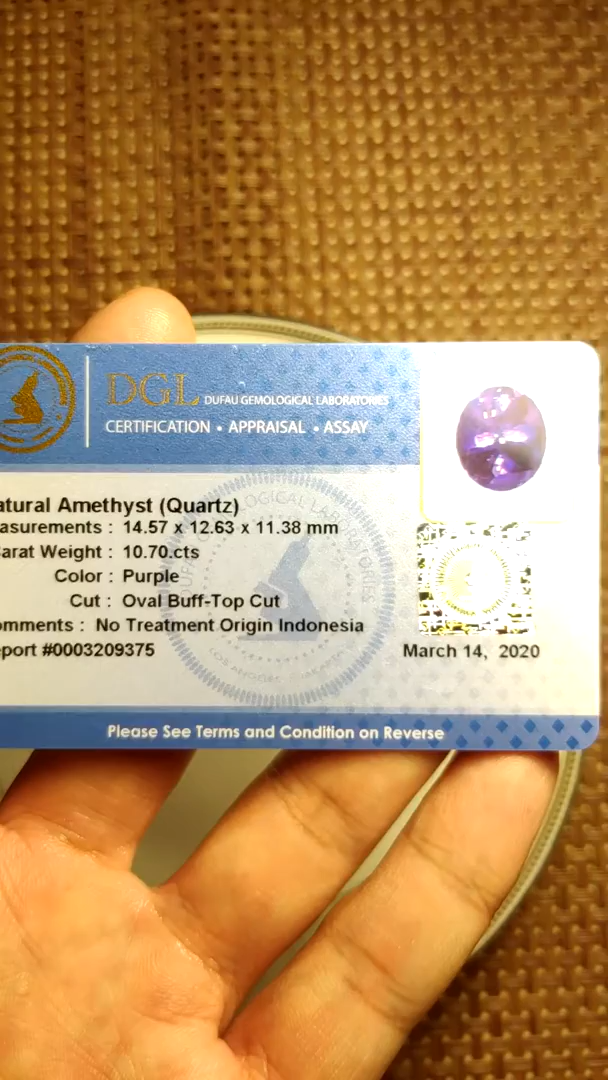 DGL DUFAU GEMOLOGICAL LABORATORIES
CERTIFICATION • APPRAISAL • ASSAY
atural Amethyst (Quartz)
asurements : 14.57 x 12.63 x 11.38 mm
arat Weight : 10.70.cts
Color : Purple
Cut : Oval Buff-Top Cut
omments : No Treatment Origin Indonesia
port #0003209375
March 14, 2020
Please See Terms and Condition on Reverse